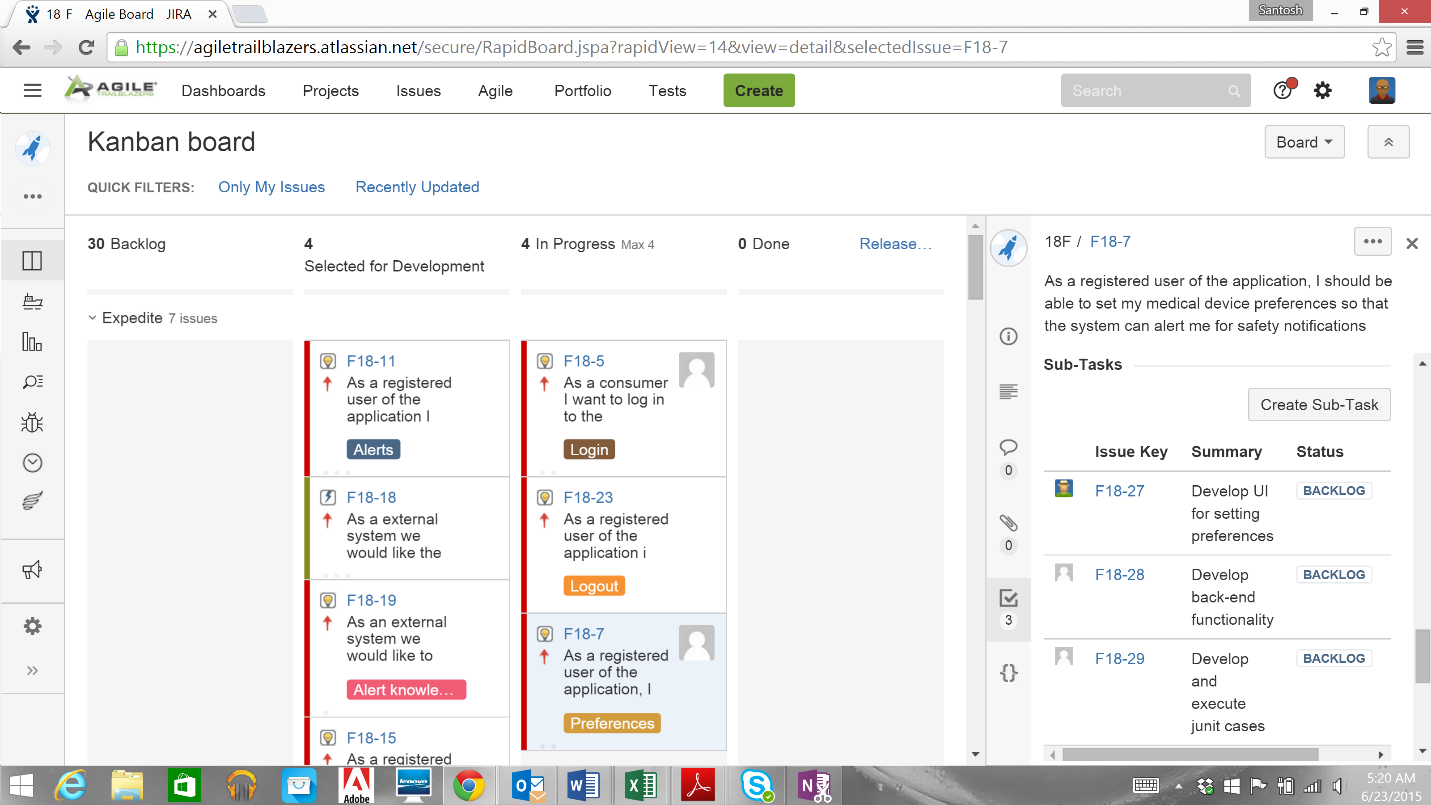 18 F Agile Board JIRA
Santosh
https://agiletrailblazers.atlassian.net/secure/RapidBoard.jspa?rapidView=14&view=detail&selectedIssue=F18-7
AGILE
TRAILBLAZERS
Dashboards Projects Issues Agile Portfolio Tests Create Search
Kanban board
Board
QUICK FILTERS: Only My Issues Recently Updated
30 Backlog
4
Selected for Development
4 In Progress Max 4
0 Done
Release…
Expedite 7 issues
F18-11
As a registered
user of the
application I
Alerts
F18-18
As a external
system we
would like the
F18-19
As an external
system we
would like to
Alert knowle…
F18-15
As a registered
F18-5
As a consumer
I want to log in
to the
Login
F18-23
As a registered
user of the
application i
Logout
F18-7
As a registered
user of the
application, I
Preferences
0
0
3
18F / F18-7
As a registered user of the application, I should be
able to set my medical device preferences so that
the system can alert me for safety notifications
Sub-Tasks
Create Sub-Task
Issue Key Summary Status
F18-27 Develop UI BACKLOG
for setting
preferences
F18-28 Develop BACKLOG
back-end
functionality
F18-29 Develop BACKLOG
and
execute
junit cases
Adobe
lenovo
5:20 AM
6/23/2015